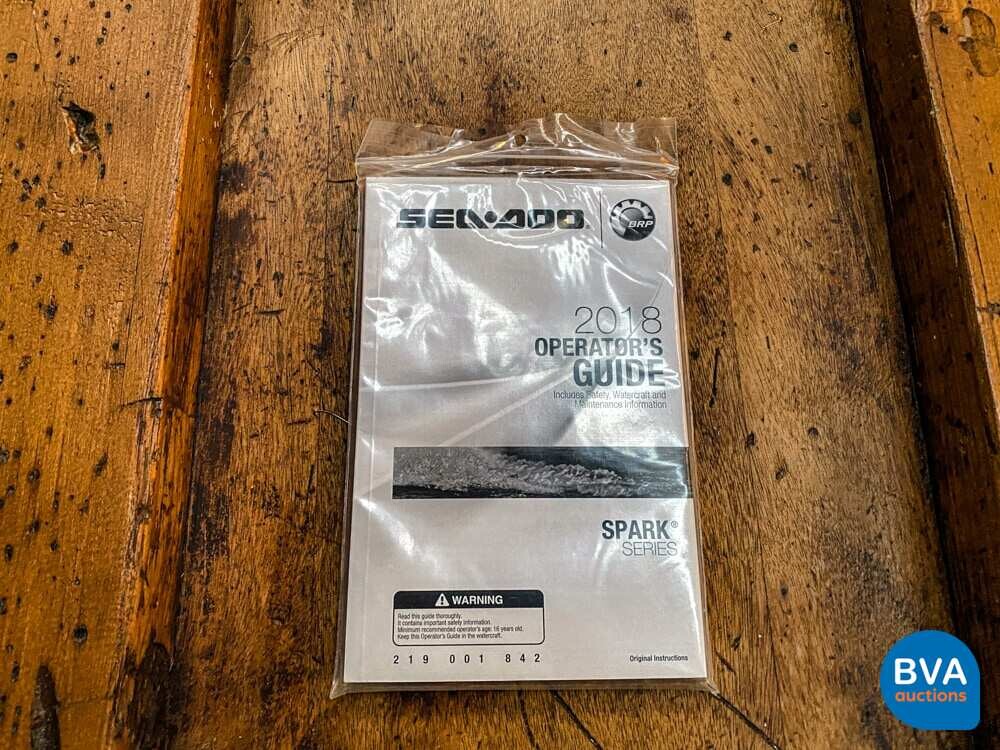 SEA-DOO.
BRP
2018
OPERATOR'S
GUIDE
Includes Safety, Watercraft and
Maintenance Information
SPARK®
SERIES
WARNING
Read this guide thoroughly.
It contains important safety information.
Minimum recommended operator's age: 16 years old.
Keep this Operator's Guide in the watercraft.
219 001 842
Original Instructions
BVA
auctions